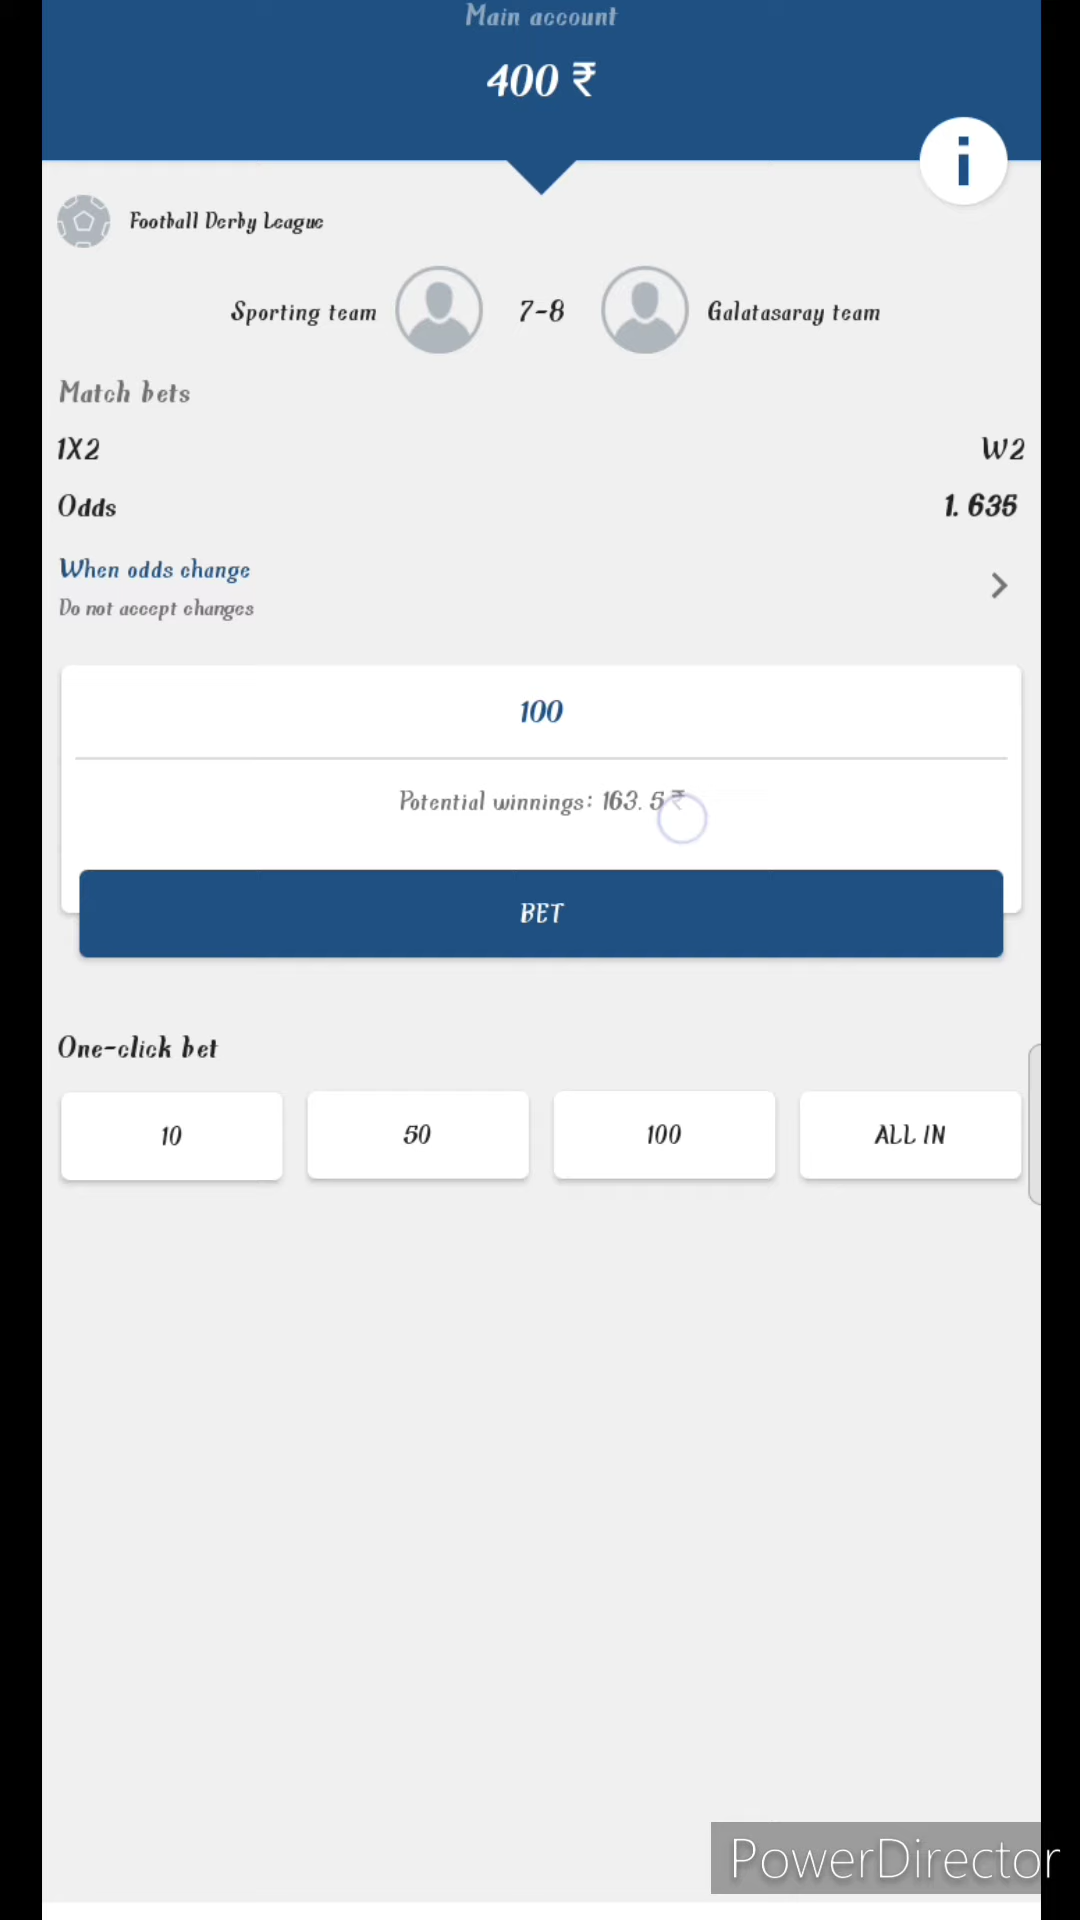 Main account
400 ₹
Football Derby League
Sporting team 7-8 Galatasaray team
Match bets
1X2 W2
Odds 1. 635
When odds change
Do not accept changes
100
Potential winnings: 163. 5 ₹
BET
One-click bet
10 50 100 ALL IN
PowerDirector